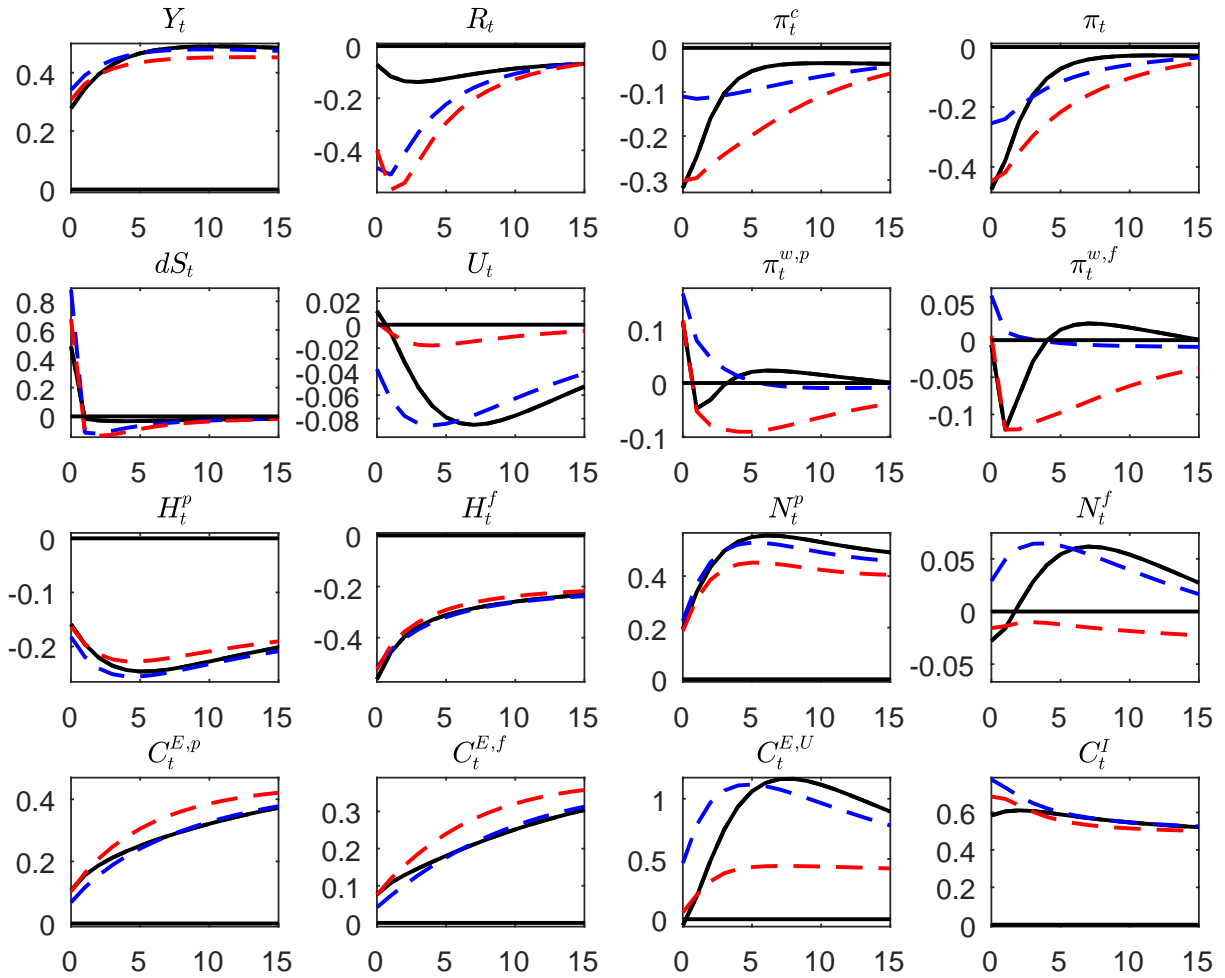 Y_t R_t π_t^c π_t
0.4 0.2 0
0 -0.2 -0.4
0 -0.1 -0.2 -0.3
0 -0.2 -0.4
0 5 10 15 0 5 10 15 0 5 10 15 0 5 10 15
dS_t U_t π_t^{w,p} π_t^{w,f}
0.8 0.6 0.4 0.2 0
0.02 0 -0.02 -0.04 -0.06 -0.08
0.1 0 -0.1
0.05 0 -0.05 -0.1
0 5 10 15 0 5 10 15 0 5 10 15 0 5 10 15
H_t^p H_t^f N_t^p N_t^f
0 -0.1 -0.2
0 -0.2 -0.4
0.4 0.2 0
0.05 0 -0.05
0 5 10 15 0 5 10 15 0 5 10 15 0 5 10 15
C_t^{E,p} C_t^{E,f} C_t^{E,U} C_t^I
0.4 0.2 0
0.3 0.2 0.1 0
1 0.5 0
0.6 0.4 0.2 0
0 5 10 15 0 5 10 15 0 5 10 15 0 5 10 15